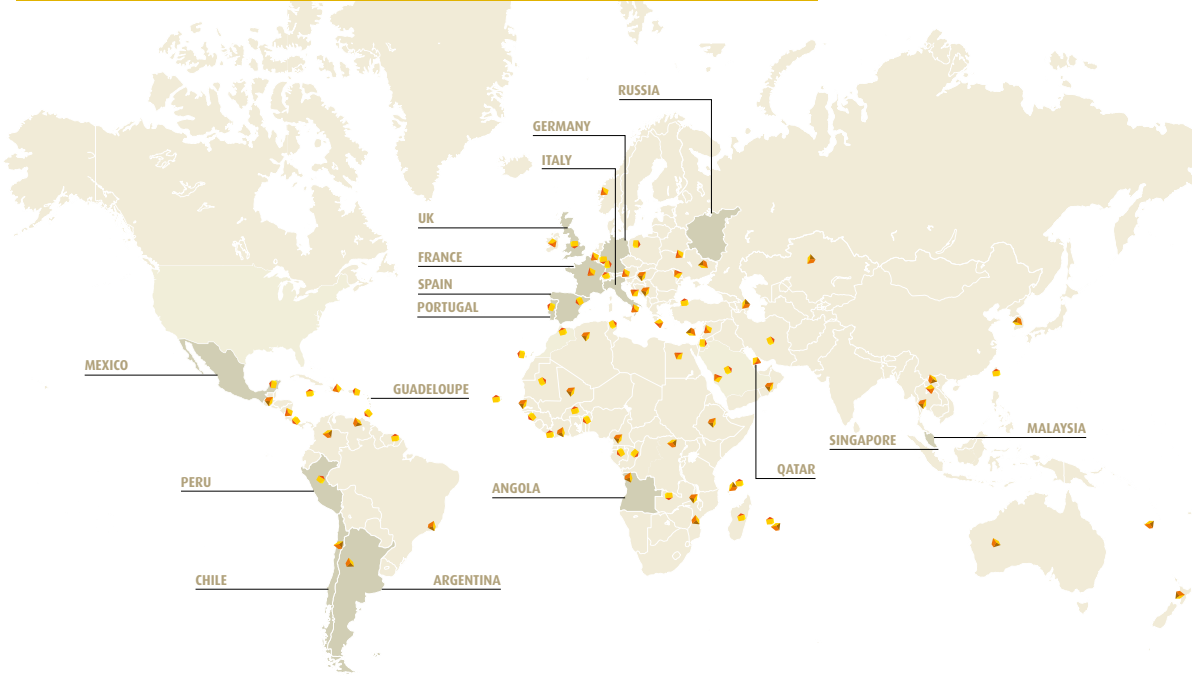 RUSSIA
GERMANY
ITALY
UK
FRANCE
SPAIN
PORTUGAL
MEXICO
GUADELOUPE
MALAYSIA
SINGAPORE
QATAR
PERU
ANGOLA
CHILE
ARGENTINA